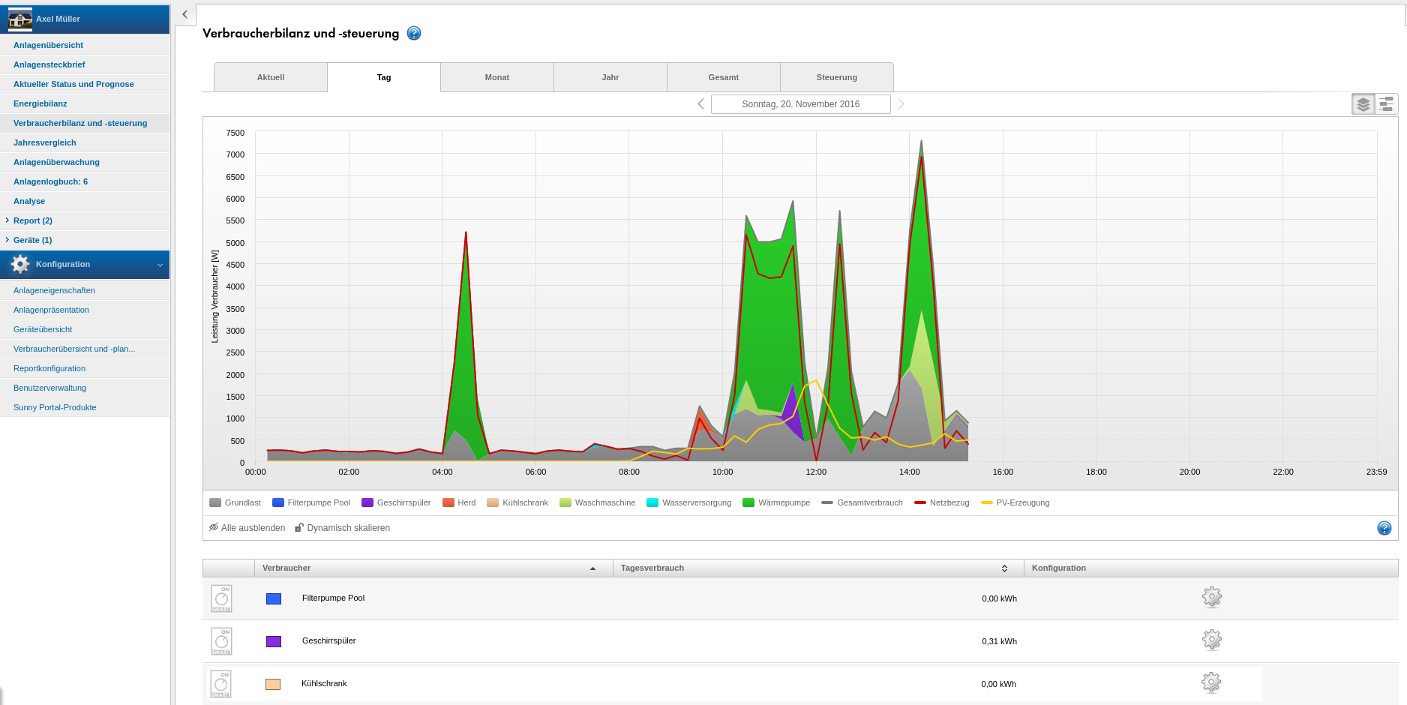 Axel Müller
Anlagenübersicht
Anlagensteckbrief
Aktueller Status und Prognose
Energiebilanz
Verbraucherbilanz und -steuerung
Jahresvergleich
Anlagenüberwachung
Anlagenlogbuch: 6
Analyse
Report (2)
Geräte (1)
Konfiguration
Anlageneigenschaften
Anlagenpräsentation
Geräteübersicht
Verbraucherübersicht und -plan...
Reportkonfiguration
Benutzerverwaltung
Sunny Portal-Produkte
Verbraucherbilanz und -steuerung ?
Aktuell Tag Monat Jahr Gesamt Steuerung
Sonntag, 20. November 2016
Leistung Verbraucher [W]
7500
7000
6500
6000
5500
5000
4500
4000
3500
3000
2500
2000
1500
1000
500
0
00:00 02:00 04:00 06:00 08:00 10:00 12:00 14:00 16:00 18:00 20:00 22:00 23:59
Grundlast Filterpumpe Pool Geschirrspüler Herd Kühlschrank Waschmaschine Wasserversorgung Wärmepumpe Gesamtverbrauch Netzbezug PV-Erzeugung
Alle ausblenden Dynamisch skalieren ?
Verbraucher Tagesverbrauch Konfiguration
ON
SMART
Filterpumpe Pool 0,00 kWh
ON
SMART
Geschirrspüler 0,31 kWh
ON
SMART
Kühlschrank 0,00 kWh